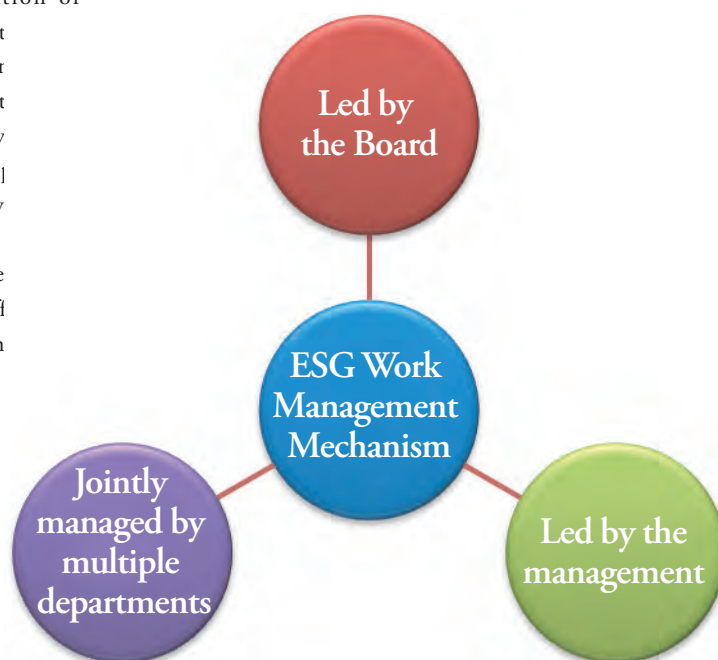 Led by
the Board
ESG Work
Management
Mechanism
Jointly
managed by
multiple
departments
Led by the
management